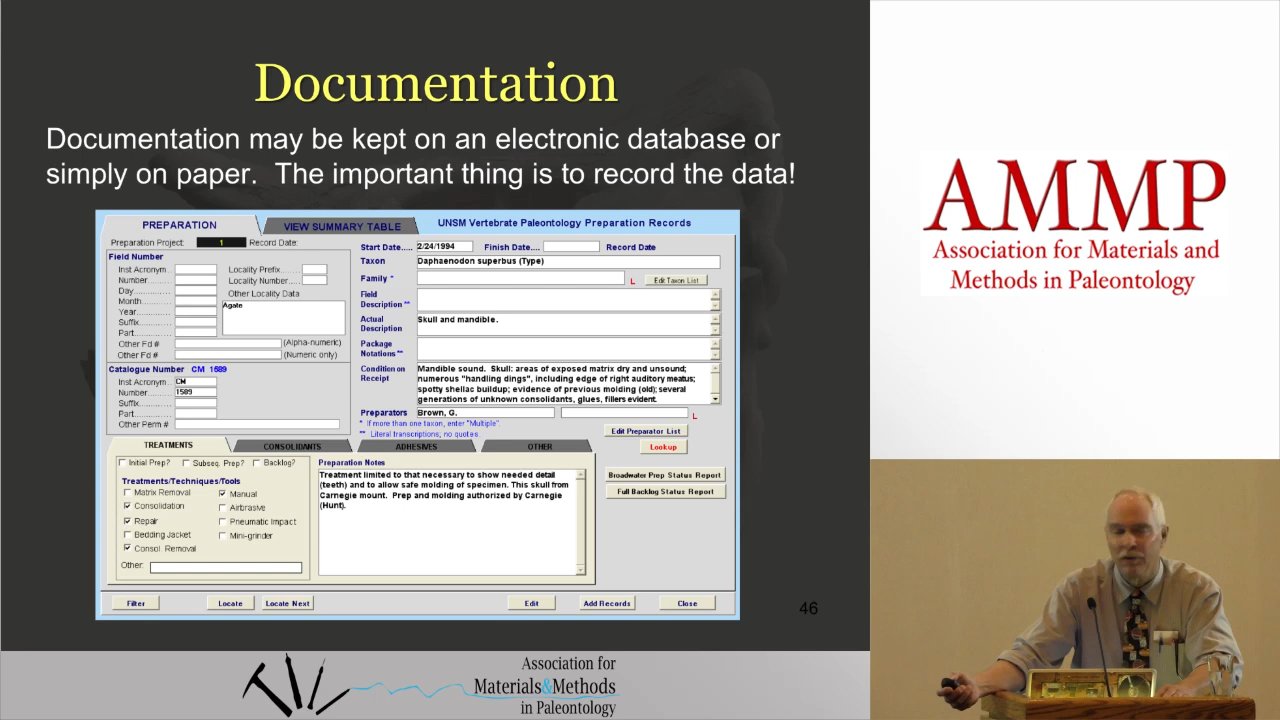 Documentation
Documentation may be kept on an electronic database or
simply on paper.  The important thing is to record the data!
PREPARATION
VIEW SUMMARY TABLE
UNSM Vertebrate Paleontology Preparation Records
Preparation Project: 1 Record Date:
Field Number
Inst Acronym
Number
Day
Month
Year
Suffix
Part
Locality Prefix
Locality Number
Other Locality Data
Agate
Other Fd # (Alpha-numeric)
Other Fd # (Numeric only)
Catalogue Number CM 1589
Inst Acronym CM
Number 1589
Suffix
Part
Other Perm #
Start Date..... 2/24/1994 Finish Date.... Record Date
Taxon Daphaenodon superbus (Type)
Family * L Edit Taxon List
Field
Description **
Actual
Description
Skull and mandible.
Package
Notations **
Condition on
Receipt
Mandible sound. Skull: areas of exposed matrix dry and unsound;
numerous "handling dings", including edge of right auditory meatus;
spotty shellac buildup; evidence of previous molding (old); several
generations of unknown consolidants, glues, fillers evident.
Preparators Brown, G. L
* If more than one taxon, enter "Multiple".
** Literal transcriptions; no quotes.
Edit Preparator List
Lookup
TREATMENTS
CONSOLIDANTS
ADHESIVES
OTHER
Initial Prep? Subseq. Prep? Backlog?
Treatments/Techniques/Tools
Matrix Removal
Consolidation
Repair
Bedding Jacket
Consol. Removal
Manual
Airbrasive
Pneumatic Impact
Mini-grinder
Other:
Preparation Notes
Treatment limited to that necessary to show needed detail
(teeth) and to allow safe molding of specimen. This skull from
Carnegie mount. Prep and molding authorized by Carnegie
(Hunt).
Broadwater Prep Status Report
Full Backlog Status Report
Filter
Locate
Locate Next
Edit
Add Records
Close
46
Association for
Materials&Methods
in Paleontology
AMMP
Association for Materials and
Methods in Paleontology